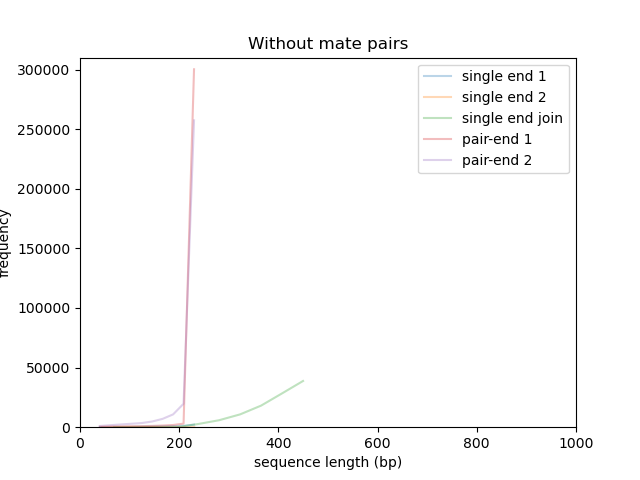 Without mate pairs
300000
250000
200000
150000
100000
50000
0
frequency
0 200 400 600 800 1000
sequence length (bp)
single end 1
single end 2
single end join
pair-end 1
pair-end 2